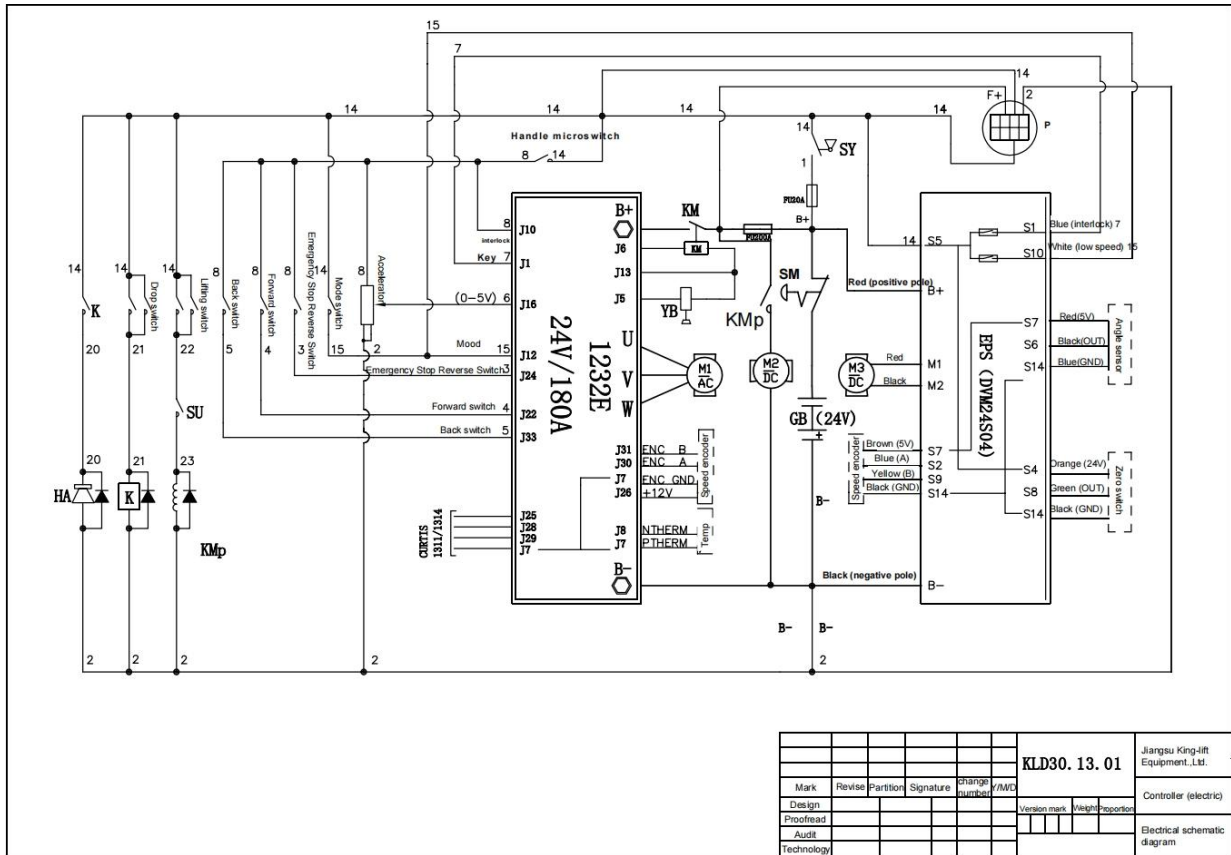 15
7
14
F+
2
P
14
14
14
14
Handle microswitch
8
14
14
SY
1
FU20A
B+
8
J10
interlock
Key
7
J1
(0-5V)
6
J16
Mood
15
J12
Emergency Stop Reverse Switch
3
J24
Forward switch
4
J22
Back switch
5
J33
J25
J28
J29
J7
CURTIS
1311/1314
24V/180A
1232E
B+
J6
J13
J5
U
V
W
J31
ENC B
J30
ENC A
J7
ENC GND
J26
+12V
Speed encoder
J8
NTHERM
J7
PTHERM
Temp
B-
KM
FU200A
KM
YB
M1
AC
KMp
M2
DC
SM
GB (24V)
+
B-
B-
B-
2
Red (positive pole)
Black (negative pole)
M3
DC
Red
Black
Speed encoder
Brown (5V)
Blue (A)
Yellow (B)
Black (GND)
14
S5
B+
M1
M2
S7
S2
S9
S14
B-
EPS (DVM24S04)
S1
S10
S7
S6
S14
S4
S8
S14
Blue (interlock) 7
White (low speed) 15
Red(5V)
Black(OUT)
Blue(GND)
Angle sensor
Orange (24V)
Green (OUT)
Black (GND)
Zero switch
14
K
20
14
Drop switch
21
14
Lifting switch
22
8
Back switch
5
8
Forward switch
4
8
Emergency Stop Reverse Switch
3
14
Mode switch
15
8
Accelerator
2
SU
20
HA
21
K
23
KMp
2
2
2
2
KLD30.13.01
Jiangsu King-lift
Equipment.,Ltd.
Mark
Revise
Partition
Signature
change
number
Y/M/D
Controller (electric)
Design
Version mark
Weight
Proportion
Proofread
Audit
Electrical schematic
diagram
Technology